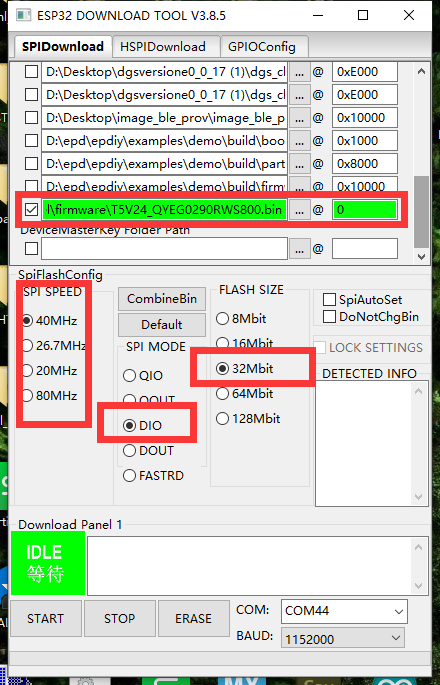 ESP32 DOWNLOAD TOOL V3.8.5
SPIDownload HSPIDownload GPIOConfig
D:\Desktop\dgsversione0_0_17 (1)\dgs_cl ... @ 0xE000
D:\Desktop\dgsversione0_0_17 (1)\dgs_cl ... @ 0xE000
D:\Desktop\image_ble_prov\image_ble_p ... @ 0x10000
D:\epd\epdiy\examples\demo\build\boo ... @ 0x1000
D:\epd\epdiy\examples\demo\build\part ... @ 0x8000
D:\epd\epdiy\examples\demo\build\firm ... @ 0x10000
l\firmware\T5V24_QYEG0290RWS800.bin ... @ 0
DeviceMasterKey Folder Path
... @
SpiFlashConfig
SPI SPEED
40MHz
26.7MHz
20MHz
80MHz
CombineBin
Default
SPI MODE
QIO
QOUT
DIO
DOUT
FASTRD
FLASH SIZE
8Mbit
16Mbit
32Mbit
64Mbit
128Mbit
SpiAutoSet
DoNotChgBin
LOCK SETTINGS
DETECTED INFO
Download Panel 1
IDLE
等待
START STOP ERASE
COM: COM44
BAUD: 1152000